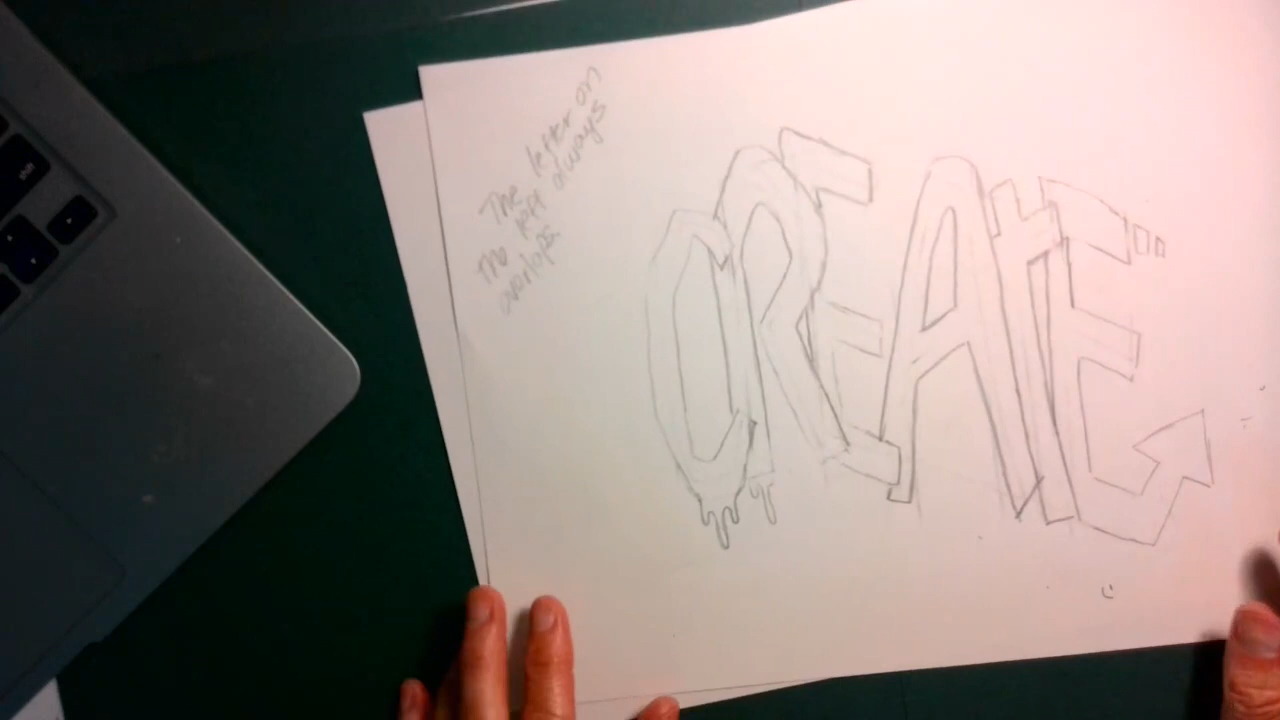 The letter on
the left always
overlaps
CREATE